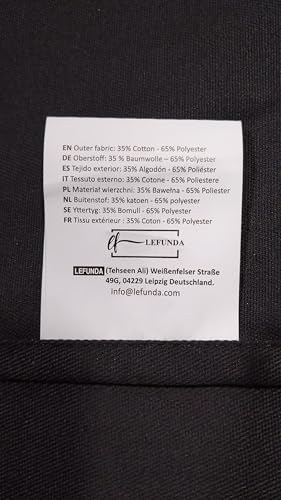 EN Outer fabric: 35% Cotton - 65% Polyester
DE Oberstoff: 35 % Baumwolle – 65% Polyester
ES Tejido exterior: 35% Algodón - 65% Poliéster
IT Tessuto esterno: 35% Cotone - 65% Poliestere
PL Materiał wierzchni: 35% Bawełna - 65% Polyester
NL Buitenstof: 35% katoen - 65% polyester
SE Yttertyg: 35% Bomull - 65% Polyester
FR Tissu extérieur : 35% Coton - 65% Polyester
lf LEFUNDA
LEFUNDA (Tehseen Ali) Weißenfelser Straße
49G, 04229 Leipzig Deutschland.
info@lefunda.com